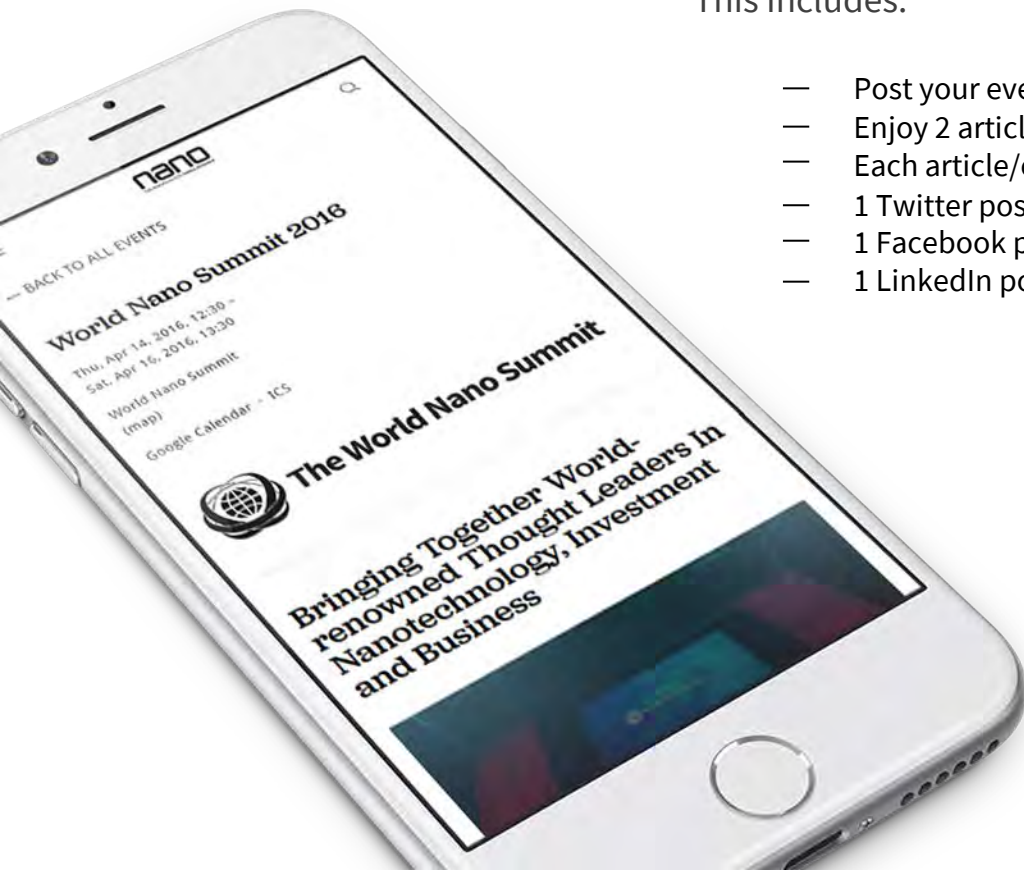 This includes:
— Post your eve
— Enjoy 2 articl
— Each article/
— 1 Twitter pos
— 1 Facebook p
— 1 LinkedIn po
nano
— BACK TO ALL EVENTS
World Nano Summit 2016
Thu, Apr 14, 2016, 12:30 –
Sat, Apr 16, 2016, 13:30
World Nano Summit
(map)
Google Calendar · ICS
The World Nano Summit
Bringing Together World-
renowned Thought Leaders In
Nanotechnology, Investment
and Business